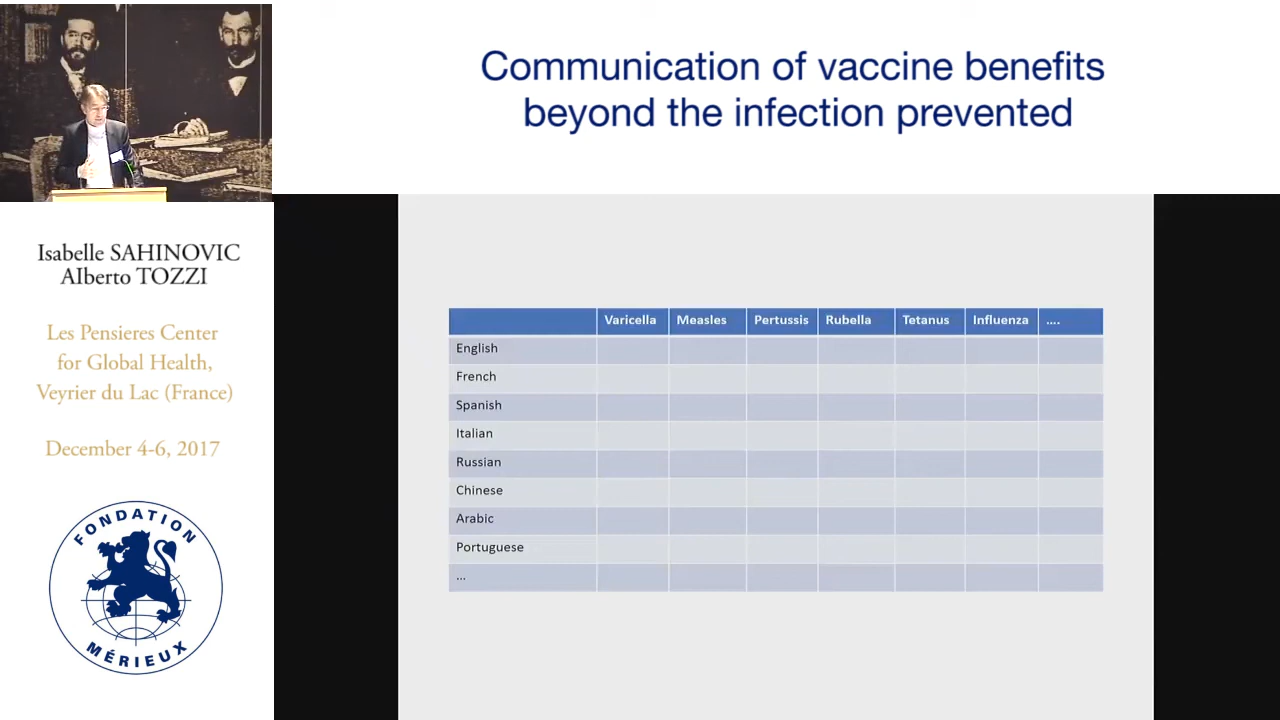 Communication of vaccine benefits
beyond the infection prevented
Isabelle SAHINOVIC
Alberto TOZZI
Les Pensieres Center
for Global Health,
Veyrier du Lac (France)
December 4-6, 2017
FONDATION
MÉRIEUX
Varicella Measles Pertussis Rubella Tetanus Influenza ....
English
French
Spanish
Italian
Russian
Chinese
Arabic
Portuguese
...